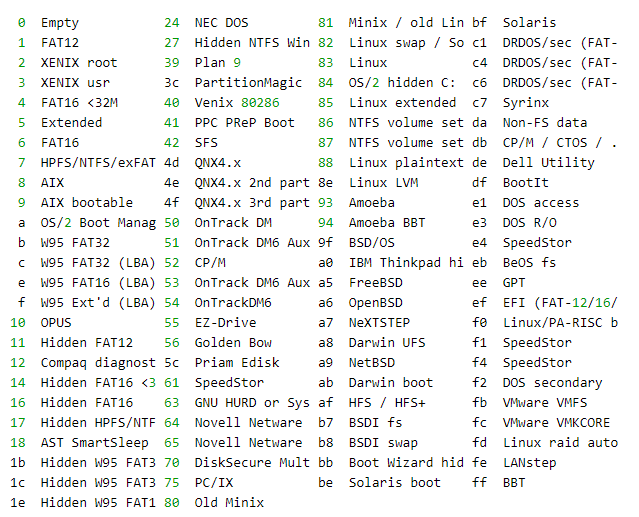 0 Empty 24 NEC DOS 81 Minix / old Lin bf Solaris
1 FAT12 27 Hidden NTFS Win 82 Linux swap / So c1 DRDOS/sec (FAT-
2 XENIX root 39 Plan 9 83 Linux c4 DRDOS/sec (FAT-
3 XENIX usr 3c PartitionMagic 84 OS/2 hidden C: c6 DRDOS/sec (FAT-
4 FAT16 <32M 40 Venix 80286 85 Linux extended c7 Syrinx
5 Extended 41 PPC PReP Boot 86 NTFS volume set da Non-FS data
6 FAT16 42 SFS 87 NTFS volume set db CP/M / CTOS / .
7 HPFS/NTFS/exFAT 4d QNX4.x 88 Linux plaintext de Dell Utility
8 AIX 4e QNX4.x 2nd part 8e Linux LVM df BootIt
9 AIX bootable 4f QNX4.x 3rd part 93 Amoeba e1 DOS access
a OS/2 Boot Manag 50 OnTrack DM 94 Amoeba BBT e3 DOS R/O
b W95 FAT32 51 OnTrack DM6 Aux 9f BSD/OS e4 SpeedStor
c W95 FAT32 (LBA) 52 CP/M a0 IBM Thinkpad hi eb BeOS fs
e W95 FAT16 (LBA) 53 OnTrack DM6 Aux a5 FreeBSD ee GPT
f W95 Ext'd (LBA) 54 OnTrackDM6 a6 OpenBSD ef EFI (FAT-12/16/
10 OPUS 55 EZ-Drive a7 NeXTSTEP f0 Linux/PA-RISC b
11 Hidden FAT12 56 Golden Bow a8 Darwin UFS f1 SpeedStor
12 Compaq diagnost 5c Priam Edisk a9 NetBSD f4 SpeedStor
14 Hidden FAT16 <3 61 SpeedStor ab Darwin boot f2 DOS secondary
16 Hidden FAT16 63 GNU HURD or Sys af HFS / HFS+ fb VMware VMFS
17 Hidden HPFS/NTF 64 Novell Netware b7 BSDI fs fc VMware VMKCORE
18 AST SmartSleep 65 Novell Netware b8 BSDI swap fd Linux raid auto
1b Hidden W95 FAT3 70 DiskSecure Mult bb Boot Wizard hid fe LANstep
1c Hidden W95 FAT3 75 PC/IX be Solaris boot ff BBT
1e Hidden W95 FAT1 80 Old Minix